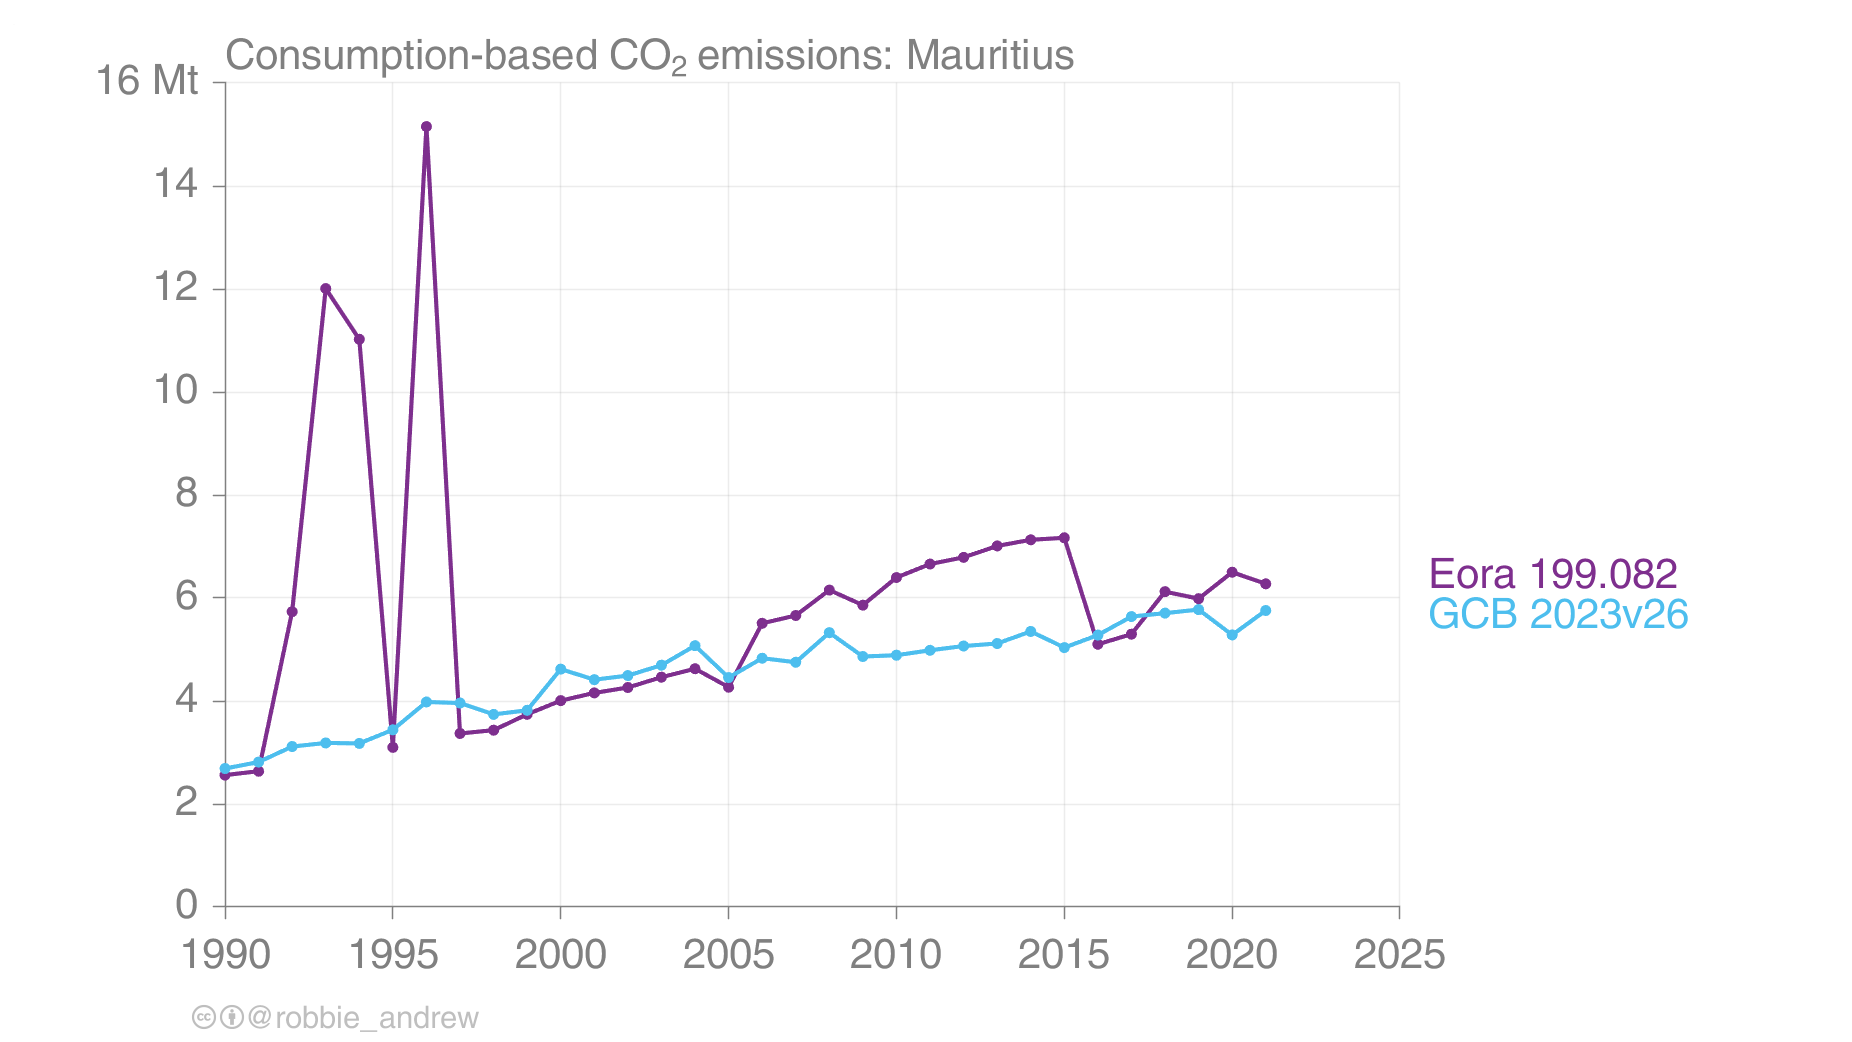 Consumption-based CO₂ emissions: Mauritius
16 Mt
14
12
10
8
6
4
2
0
1990 1995 2000 2005 2010 2015 2020 2025
Eora 199.082
GCB 2023v26
@robbie_andrew